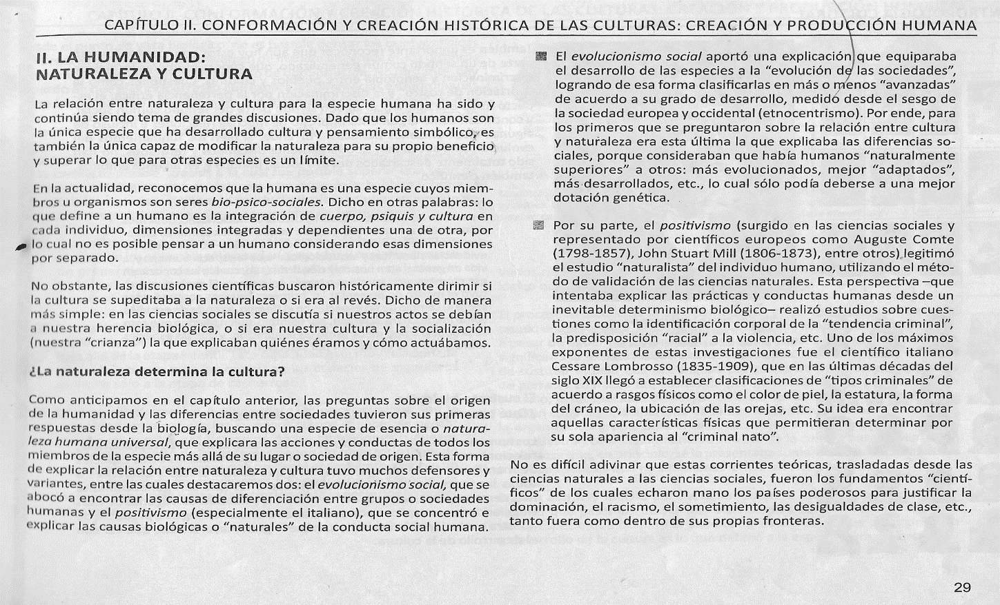 CAPÍTULO II. CONFORMACIÓN Y CREACIÓN HISTÓRICA DE LAS CULTURAS: CREACIÓN Y PRODUCCIÓN HUMANA
II. LA HUMANIDAD:
NATURALEZA Y CULTURA
La relación entre naturaleza y cultura para la especie humana ha sido y
continúa siendo tema de grandes discusiones. Dado que los humanos son
la única especie que ha desarrollado cultura y pensamiento simbólico, es
también la única capaz de modificar la naturaleza para su propio beneficio
y superar lo que para otras especies es un límite.
En la actualidad, reconocemos que la humana es una especie cuyos miem-
bros u organismos son seres bio-psico-sociales. Dicho en otras palabras: lo
que define a un humano es la integración de cuerpo, psiquis y cultura en
cada individuo, dimensiones integradas y dependientes una de otra, por
lo cual no es posible pensar a un humano considerando esas dimensiones
por separado.
No obstante, las discusiones científicas buscaron históricamente dirimir si
la cultura se supeditaba a la naturaleza o si era al revés. Dicho de manera
más simple: en las ciencias sociales se discutía si nuestros actos se debían
a nuestra herencia biológica, o si era nuestra cultura y la socialización
(nuestra "crianza") la que explicaban quiénes éramos y cómo actuábamos.
¿La naturaleza determina la cultura?
Como anticipamos en el capítulo anterior, las preguntas sobre el origen
de la humanidad y las diferencias entre sociedades tuvieron sus primeras
respuestas desde la biología, buscando una especie de esencia o natura-
leza humana universal, que explicara las acciones y conductas de todos los
miembros de la especie más allá de su lugar o sociedad de origen. Esta forma
de explicar la relación entre naturaleza y cultura tuvo muchos defensores y
variantes, entre las cuales destacaremos dos: el evolucionismo social, que se
abocó a encontrar las causas de diferenciación entre grupos o sociedades
humanas y el positivismo (especialmente el italiano), que se concentró e
explicar las causas biológicas o "naturales" de la conducta social humana.
El evolucionismo social aportó una explicación que equiparaba
el desarrollo de las especies a la "evolución de las sociedades",
logrando de esa forma clasificarlas en más o menos "avanzadas"
de acuerdo a su grado de desarrollo, medido desde el sesgo de
la sociedad europea y occidental (etnocentrismo). Por ende, para
los primeros que se preguntaron sobre la relación entre cultura
y naturaleza era esta última la que explicaba las diferencias so-
ciales, porque consideraban que había humanos "naturalmente
superiores" a otros: más evolucionados, mejor "adaptados",
más desarrollados, etc., lo cual sólo podía deberse a una mejor
dotación genética.
Por su parte, el positivismo (surgido en las ciencias sociales y
representado por científicos europeos como Auguste Comte
(1798-1857), John Stuart Mill (1806-1873), entre otros) legitimó
el estudio "naturalista" del individuo humano, utilizando el méto-
do de validación de las ciencias naturales. Esta perspectiva –que
intentaba explicar las prácticas y conductas humanas desde un
inevitable determinismo biológico– realizó estudios sobre cues-
tiones como la identificación corporal de la "tendencia criminal",
la predisposición "racial" a la violencia, etc. Uno de los máximos
exponentes de estas investigaciones fue el científico italiano
Cessare Lombrosso (1835-1909), que en las últimas décadas del
siglo XIX llegó a establecer clasificaciones de "tipos criminales" de
acuerdo a rasgos físicos como el color de piel, la estatura, la forma
del cráneo, la ubicación de las orejas, etc. Su idea era encontrar
aquellas características físicas que permitieran determinar por
su sola apariencia al "criminal nato".
No es difícil adivinar que estas corrientes teóricas, trasladadas desde las
ciencias naturales a las ciencias sociales, fueron los fundamentos "cientí-
ficos" de los cuales echaron mano los países poderosos para justificar la
dominación, el racismo, el sometimiento, las desigualdades de clase, etc.,
tanto fuera como dentro de sus propias fronteras.
29